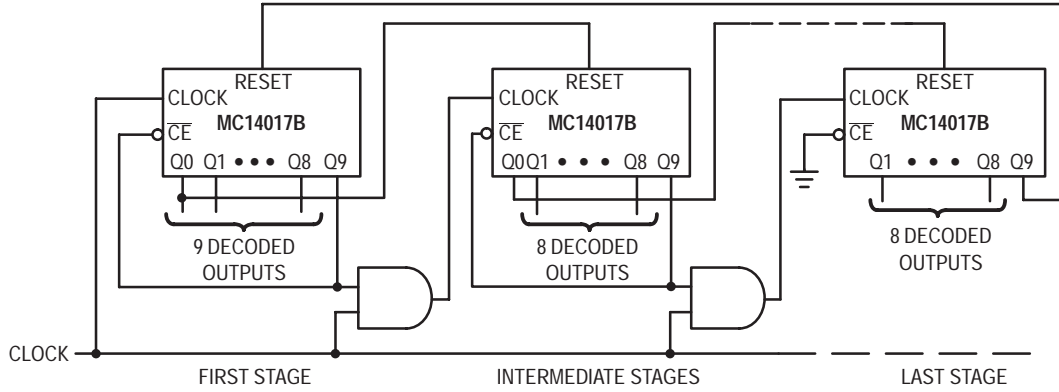 RESET RESET RESET
CLOCK CLOCK CLOCK
MC14017B MC14017B MC14017B
CE CE CE
Q0 Q1 • • • Q8 Q9 Q0 Q1 • • • Q8 Q9 Q1 • • • Q8 Q9
9 DECODED
OUTPUTS
8 DECODED
OUTPUTS
8 DECODED
OUTPUTS
CLOCK
FIRST STAGE INTERMEDIATE STAGES LAST STAGE